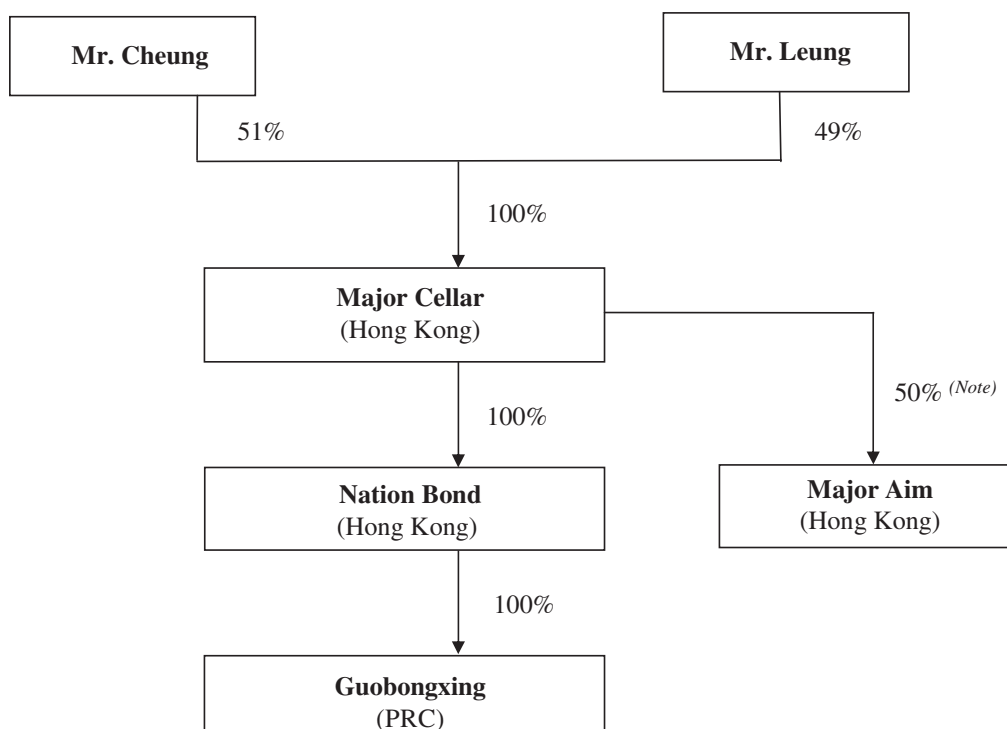 Mr. Cheung
Mr. Leung
51%
49%
100%
Major Cellar
(Hong Kong)
50% (Note)
100%
Nation Bond
(Hong Kong)
Major Aim
(Hong Kong)
100%
Guobongxing
(PRC)